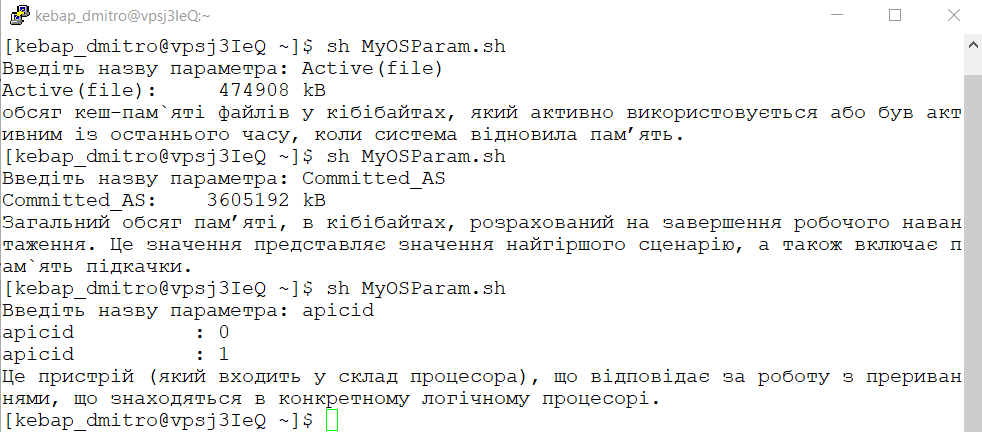 kebap_dmitro@vpsj3IeQ:~
[kebap_dmitro@vpsj3IeQ ~]$ sh MyOSParam.sh
Введіть назву параметра: Active(file)
Active(file):     474908 kB
обсяг кеш-пам`яті файлів у кібібайтах, який активно використовується або був акт
ивним із останнього часу, коли система відновила пам’ять.
[kebap_dmitro@vpsj3IeQ ~]$ sh MyOSParam.sh
Введіть назву параметра: Committed_AS
Committed_AS:    3605192 kB
Загальний обсяг пам’яті, в кібібайтах, розрахований на завершення робочого наван
таження. Це значення представляє значення найгіршого сценарію, а також включає п
ам`ять підкачки.
[kebap_dmitro@vpsj3IeQ ~]$ sh MyOSParam.sh
Введіть назву параметра: apicid
apicid          : 0
apicid          : 1
Це пристрій (який входить у склад процесора), що відповідає за роботу з прериван
нями, що знаходяться в конкретному логічному процесорі.
[kebap_dmitro@vpsj3IeQ ~]$